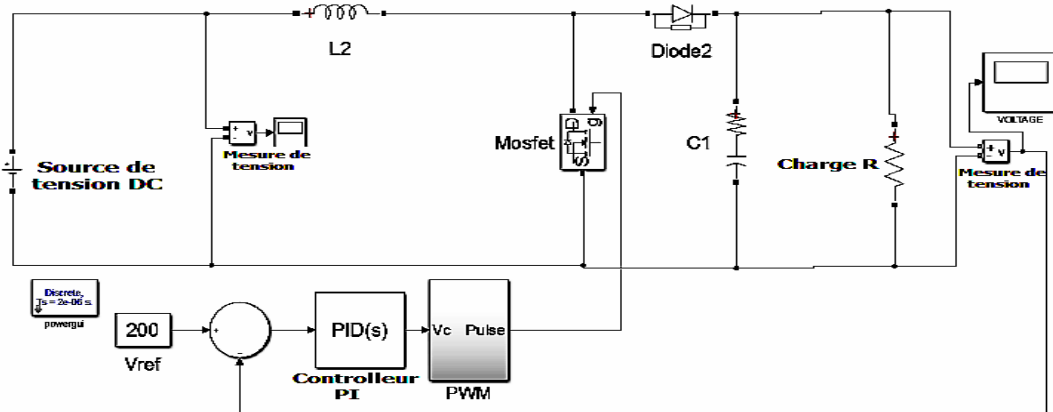 L2
Diode2
Mosfet
D
g
S
C1
VOLTAGE
+
-
v
Mesure de
tension
Source de
tension DC
Charge R
+
-
v
Mesure de
tension
Discrete,
Ts = 2e-06 s.
powergui
200
Vref
+
-
PID(s)
Controlleur
PI
Vc Pulse
PWM